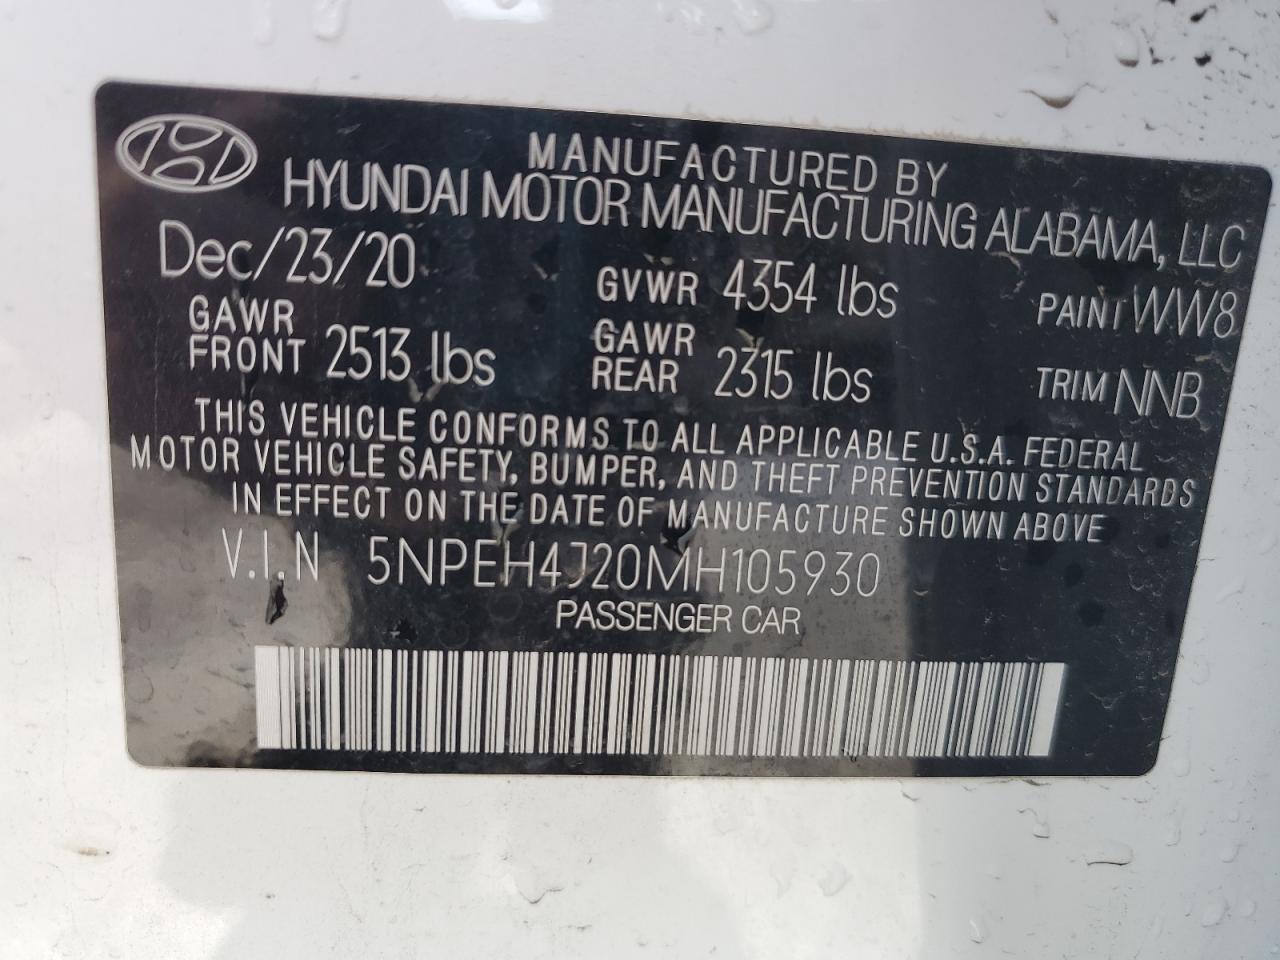 MANUFACTURED BY
HYUNDAI MOTOR MANUFACTURING ALABAMA, LLC
Dec/23/20 GVWR 4354 lbs PAINT WW8
GAWR FRONT 2513 lbs GAWR REAR 2315 lbs TRIM NNB
THIS VEHICLE CONFORMS TO ALL APPLICABLE U.S.A. FEDERAL
MOTOR VEHICLE SAFETY, BUMPER, AND THEFT PREVENTION STANDARDS
IN EFFECT ON THE DATE OF MANUFACTURE SHOWN ABOVE
V.I.N 5NPEH4J20MH105930
PASSENGER CAR